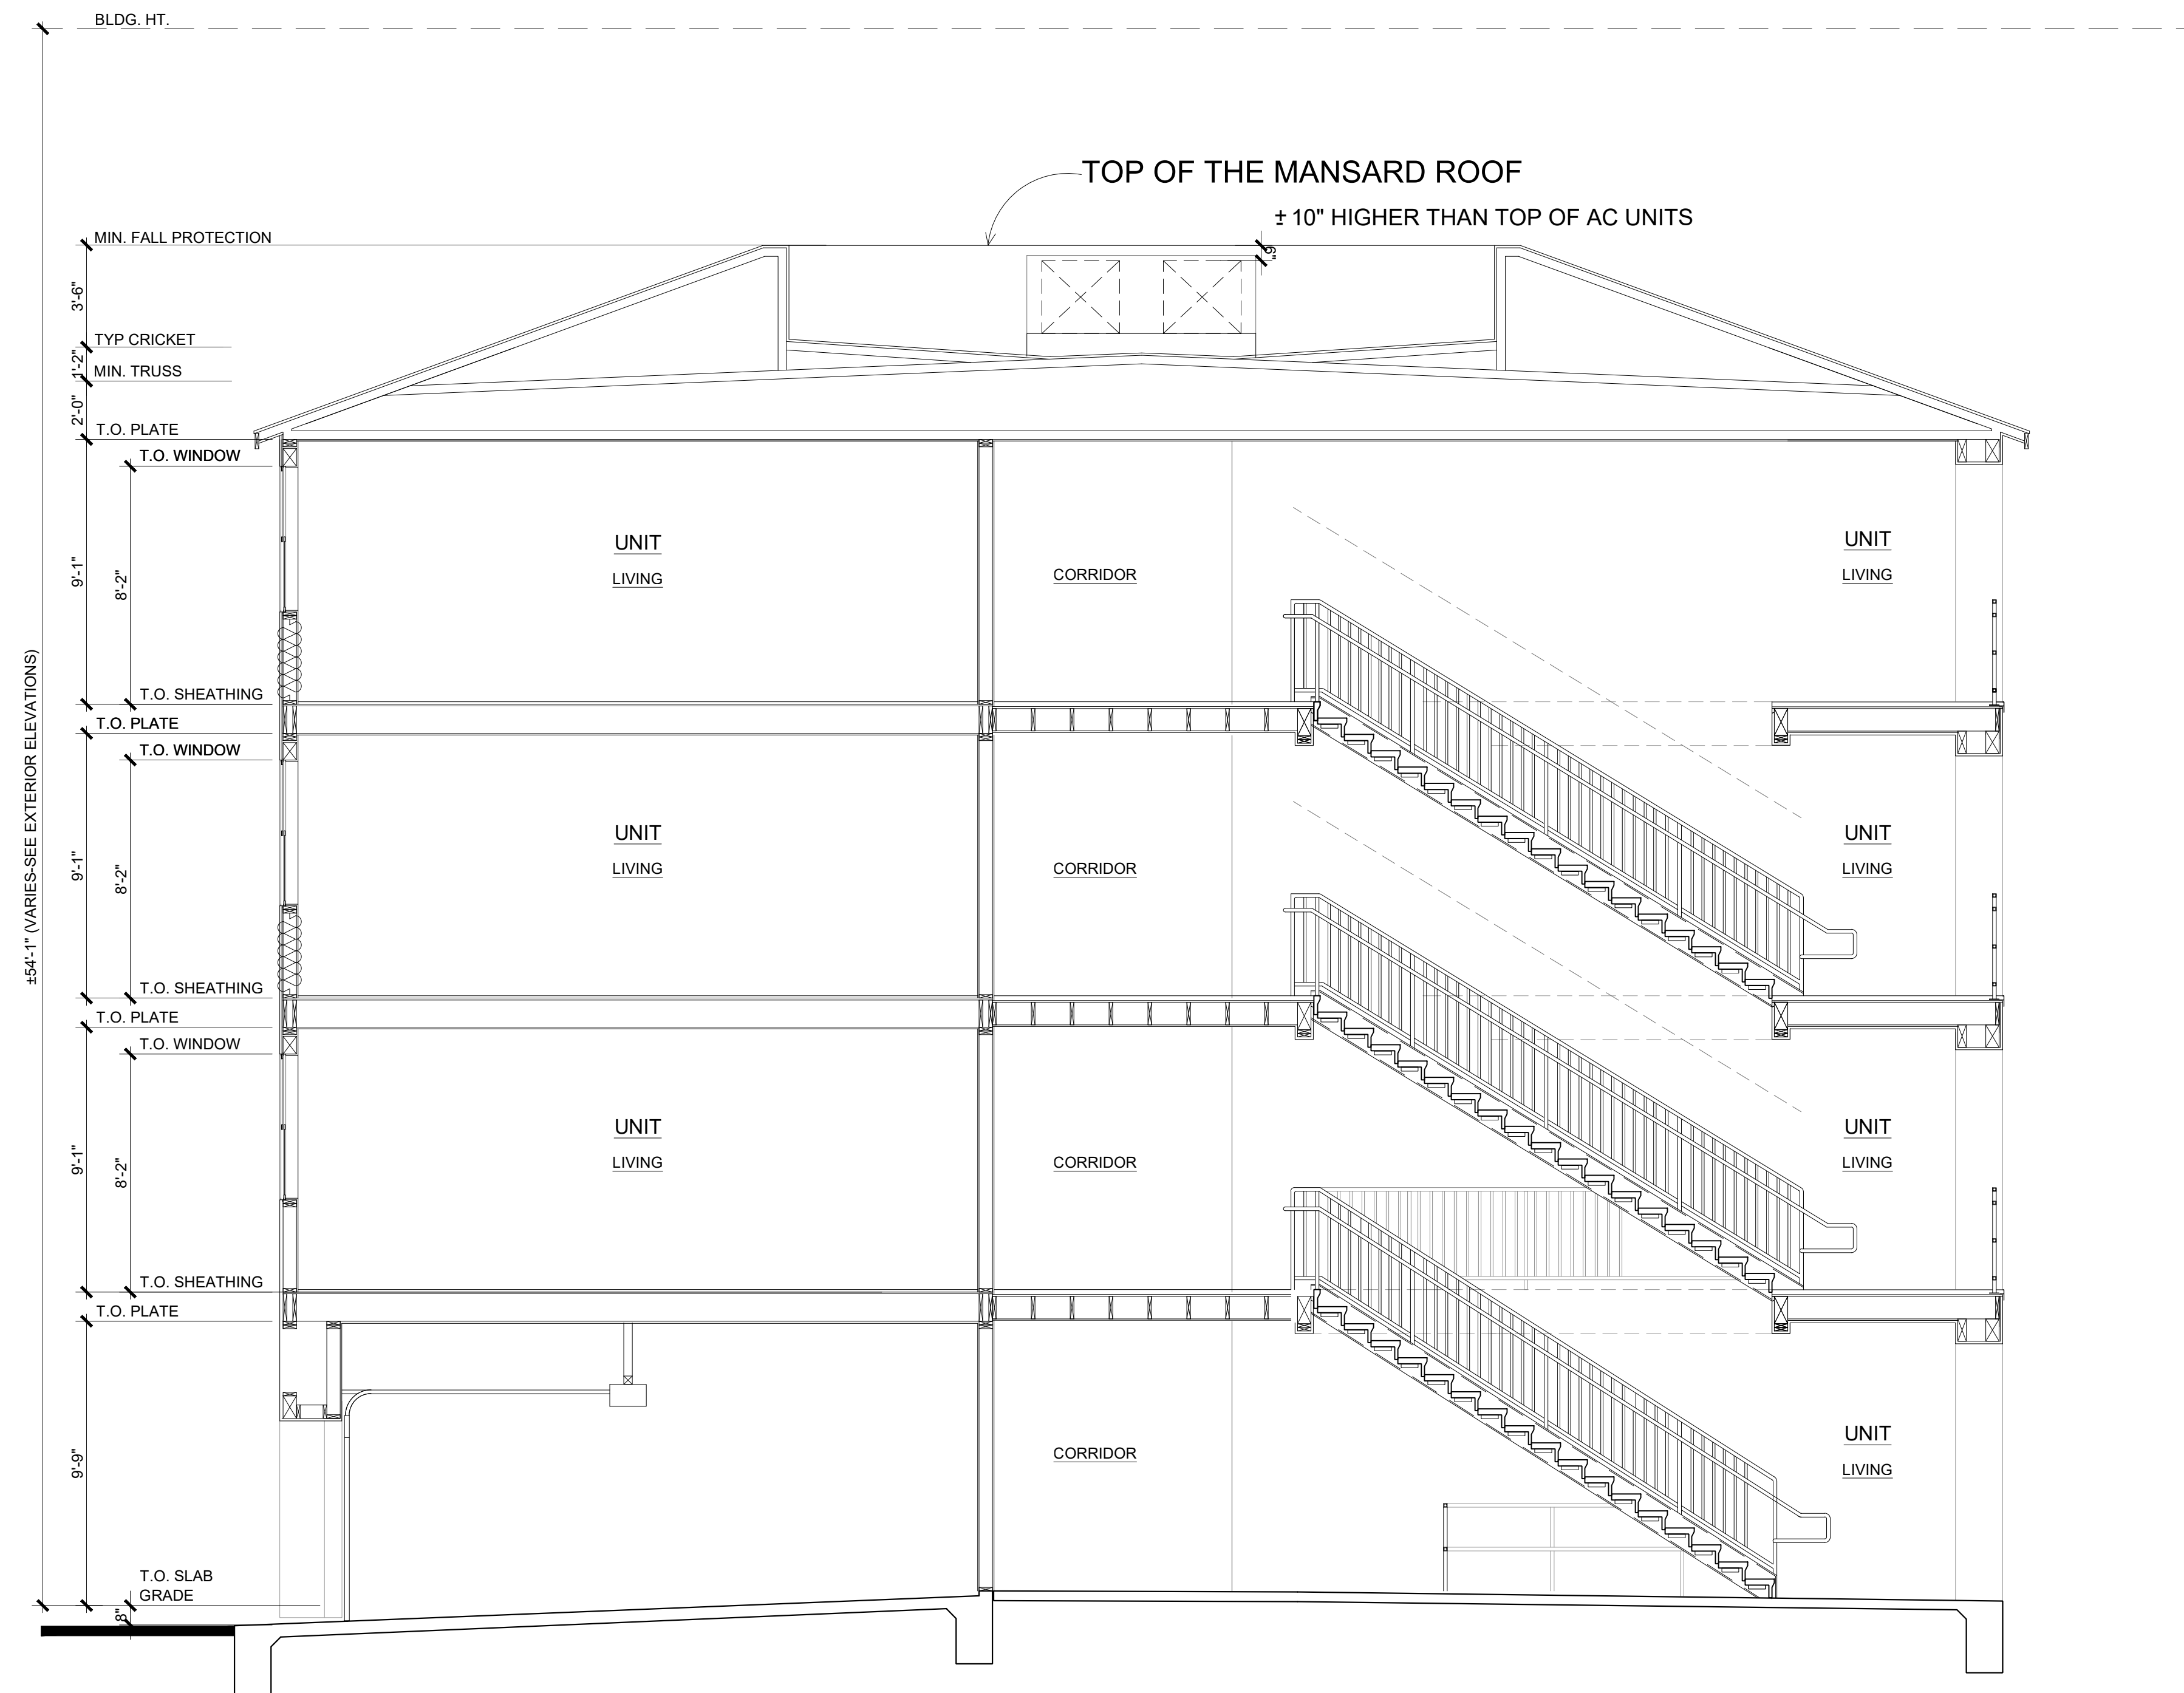 BLDG. HT.
TOP OF THE MANSARD ROOF
± 10" HIGHER THAN TOP OF AC UNITS
MIN. FALL PROTECTION
6"
3'-6"
TYP CRICKET
1'-2"
MIN. TRUSS
2'-0"
T.O. PLATE
T.O. WINDOW
UNIT
LIVING
CORRIDOR
UNIT
LIVING
9'-1"
8'-2"
±54'-1" (VARIES-SEE EXTERIOR ELEVATIONS)
T.O. SHEATHING
T.O. PLATE
T.O. WINDOW
UNIT
LIVING
CORRIDOR
UNIT
LIVING
9'-1"
8'-2"
T.O. SHEATHING
T.O. PLATE
T.O. WINDOW
UNIT
LIVING
CORRIDOR
UNIT
LIVING
9'-1"
8'-2"
T.O. SHEATHING
T.O. PLATE
CORRIDOR
UNIT
LIVING
9'-9"
T.O. SLAB
GRADE
8"